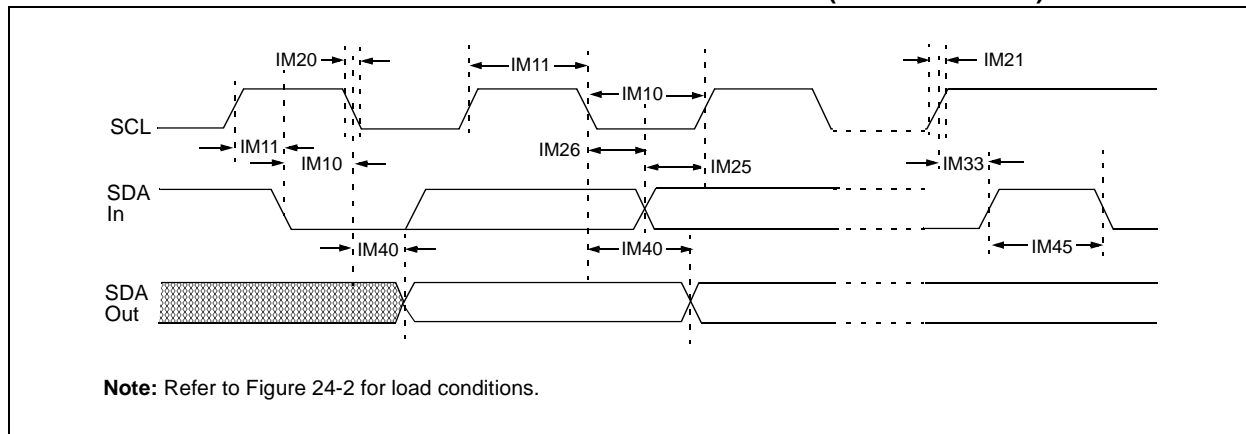 IM20
IM11
IM21
IM10
SCL
IM11
IM10
IM26
IM25
IM33
SDA
In
IM40
IM40
IM45
SDA
Out
Note: Refer to Figure 24-2 for load conditions.